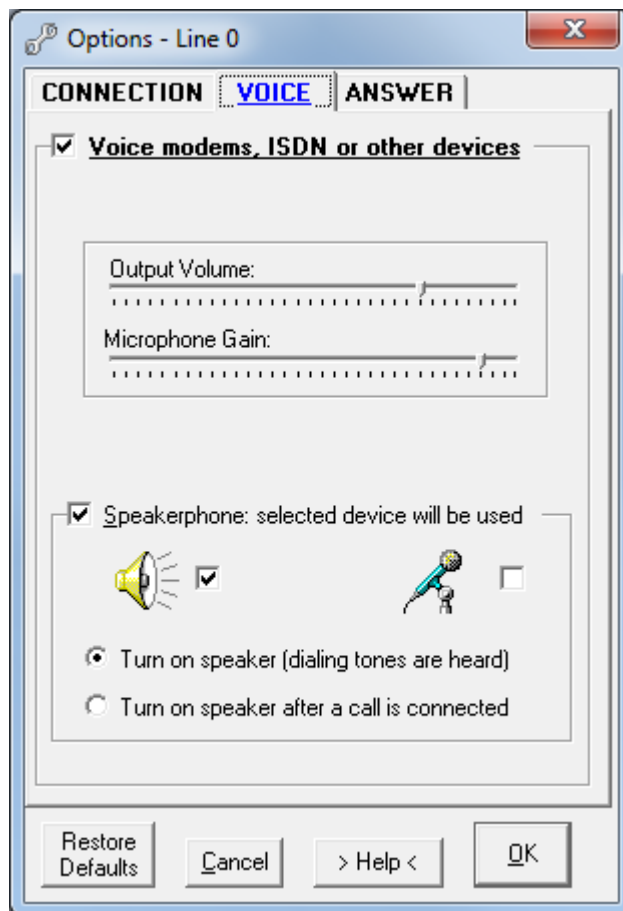 Options - Line 0
CONNECTION VOICE ANSWER
Voice modems, ISDN or other devices
Output Volume:
Microphone Gain:
Speakerphone: selected device will be used
Turn on speaker (dialing tones are heard)
Turn on speaker after a call is connected
Restore
Defaults
Cancel
> Help <
OK